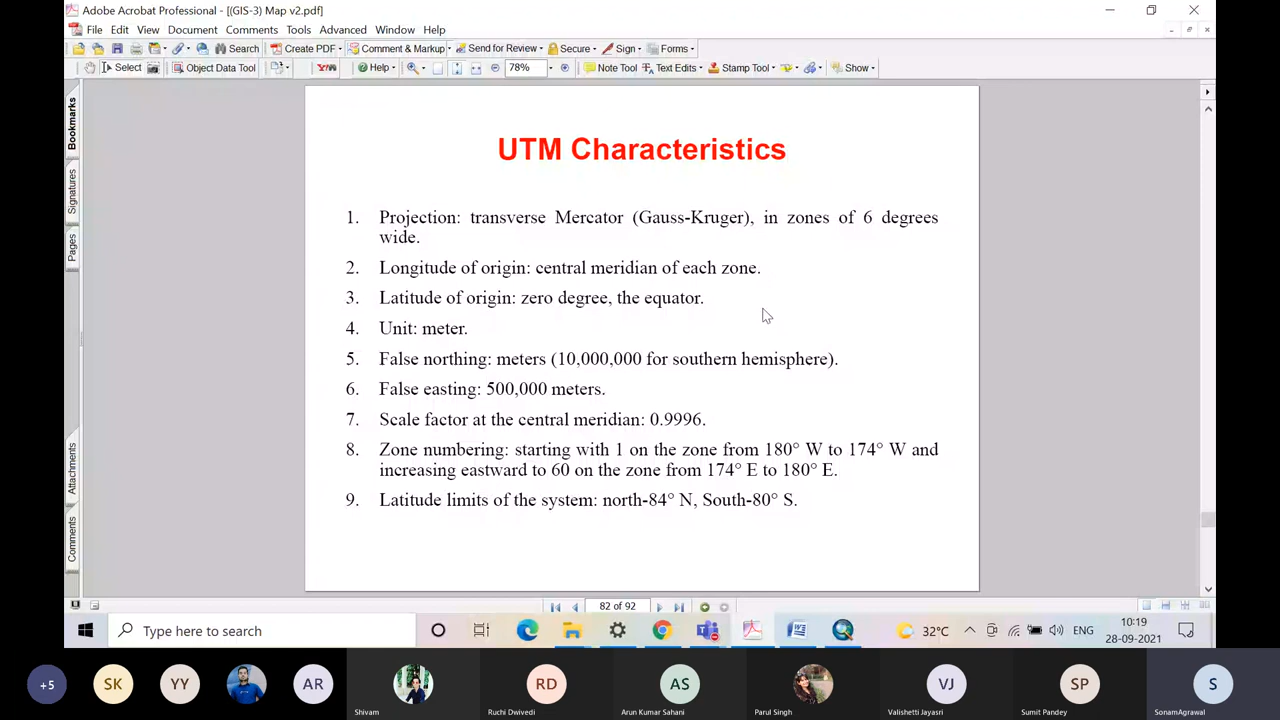 Adobe Acrobat Professional - [(GIS-3) Map v2.pdf]
File Edit View Document Comments Tools Advanced Window Help
Search Create PDF Comment & Markup Send for Review Secure Sign Forms
Select Object Data Tool Y!! Help 78% Note Tool Text Edits Stamp Tool Show
Bookmarks
Signatures
Pages
Attachments
Comments
UTM Characteristics
1. Projection: transverse Mercator (Gauss-Kruger), in zones of 6 degrees
wide.
2. Longitude of origin: central meridian of each zone.
3. Latitude of origin: zero degree, the equator.
4. Unit: meter.
5. False northing: meters (10,000,000 for southern hemisphere).
6. False easting: 500,000 meters.
7. Scale factor at the central meridian: 0.9996.
8. Zone numbering: starting with 1 on the zone from 180° W to 174° W and
increasing eastward to 60 on the zone from 174° E to 180° E.
9. Latitude limits of the system: north-84° N, South-80° S.
82 of 92
Type here to search
32°C ENG
10:19
28-09-2021
+5 SK YY AR RD AS VJ SP S
Shivam Ruchi Dwivedi Arun Kumar Sahani Parul Singh Valishetti Jayasri Sumit Pandey SonamAgrawal